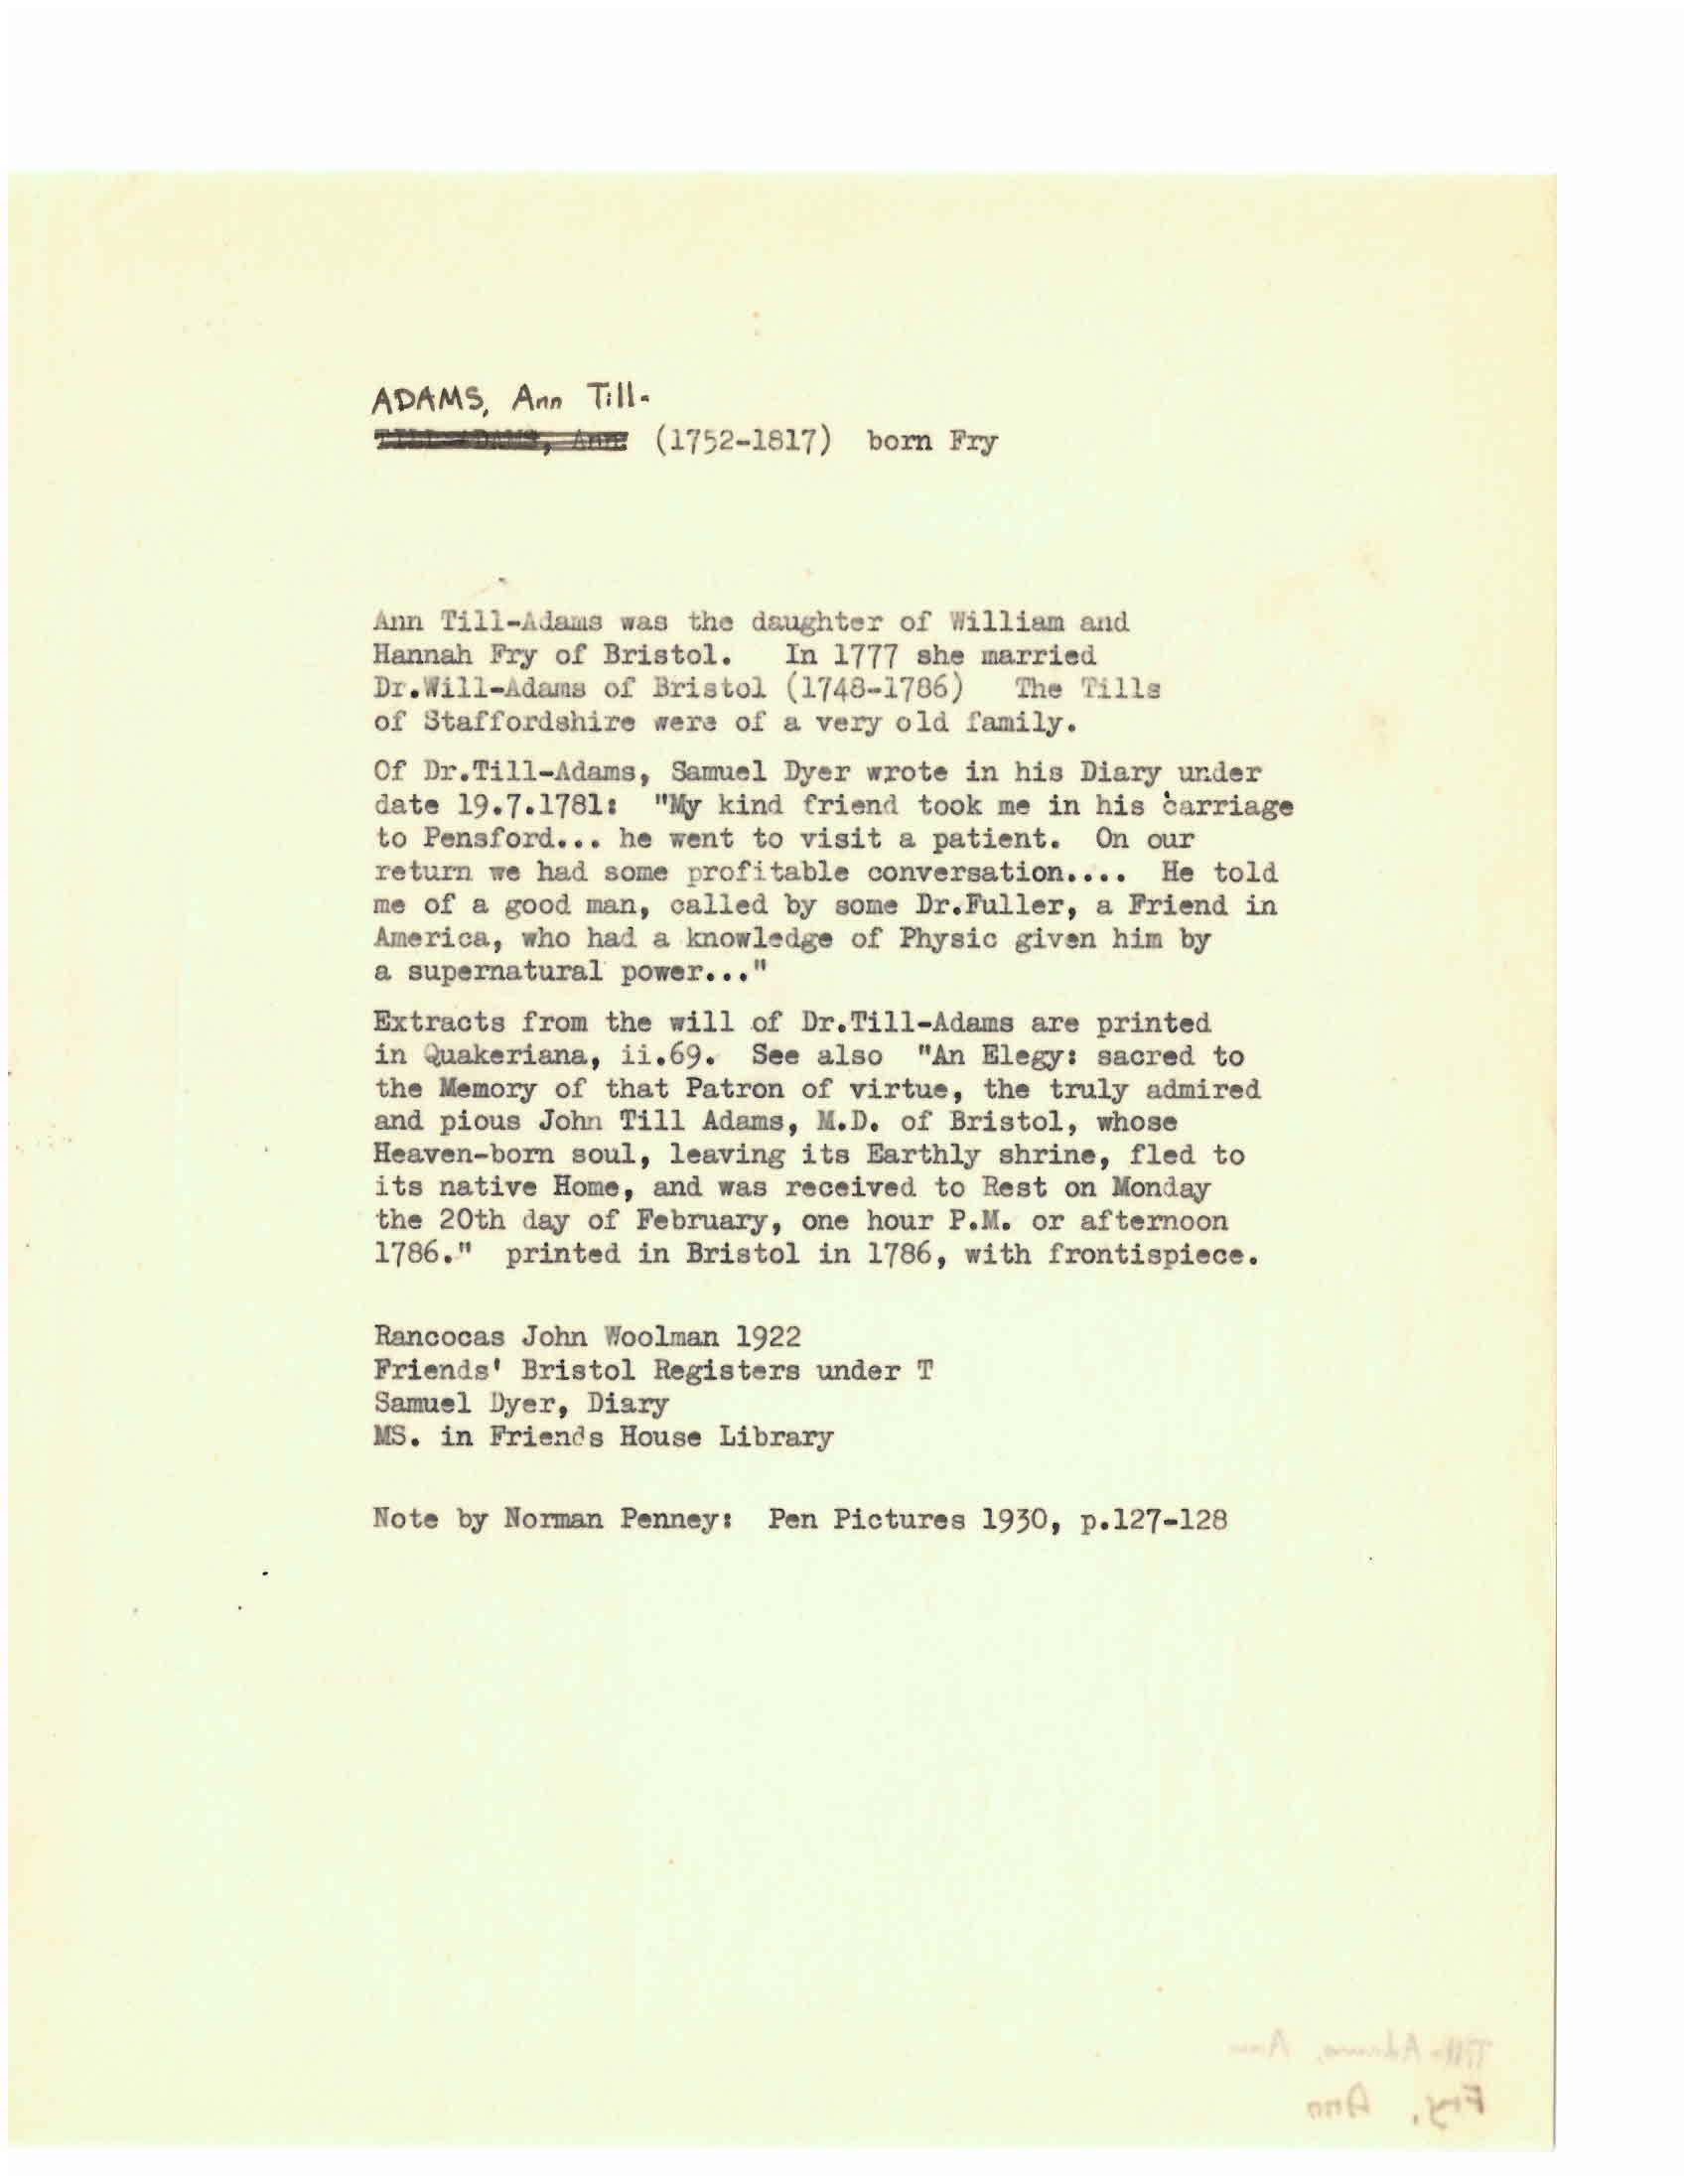 ADAMS, Ann Till-
TILL-ADAMS, Ann (1752-1817) born Fry
Ann Till-Adams was the daughter of William and
Hannah Fry of Bristol. In 1777 she married
Dr.Will-Adams of Bristol (1748-1786) The Tills
of Staffordshire were of a very old family.
Of Dr.Till-Adams, Samuel Dyer wrote in his Diary under
date 19.7.1781: "My kind friend took me in his carriage
to Pensford... he went to visit a patient. On our
return we had some profitable conversation.... He told
me of a good man, called by some Dr.Fuller, a Friend in
America, who had a knowledge of Physic given him by
a supernatural power..."
Extracts from the will of Dr.Till-Adams are printed
in Quakeriana, ii.69. See also "An Elegy: sacred to
the Memory of that Patron of virtue, the truly admired
and pious John Till Adams, M.D. of Bristol, whose
Heaven-born soul, leaving its Earthly shrine, fled to
its native Home, and was received to Rest on Monday
the 20th day of February, one hour P.M. or afternoon
1786." printed in Bristol in 1786, with frontispiece.
Rancocas John Woolman 1922
Friends' Bristol Registers under T
Samuel Dyer, Diary
MS. in Friends House Library
Note by Norman Penney: Pen Pictures 1930, p.127-128
Till-Adams, Ann
Fry, Ann